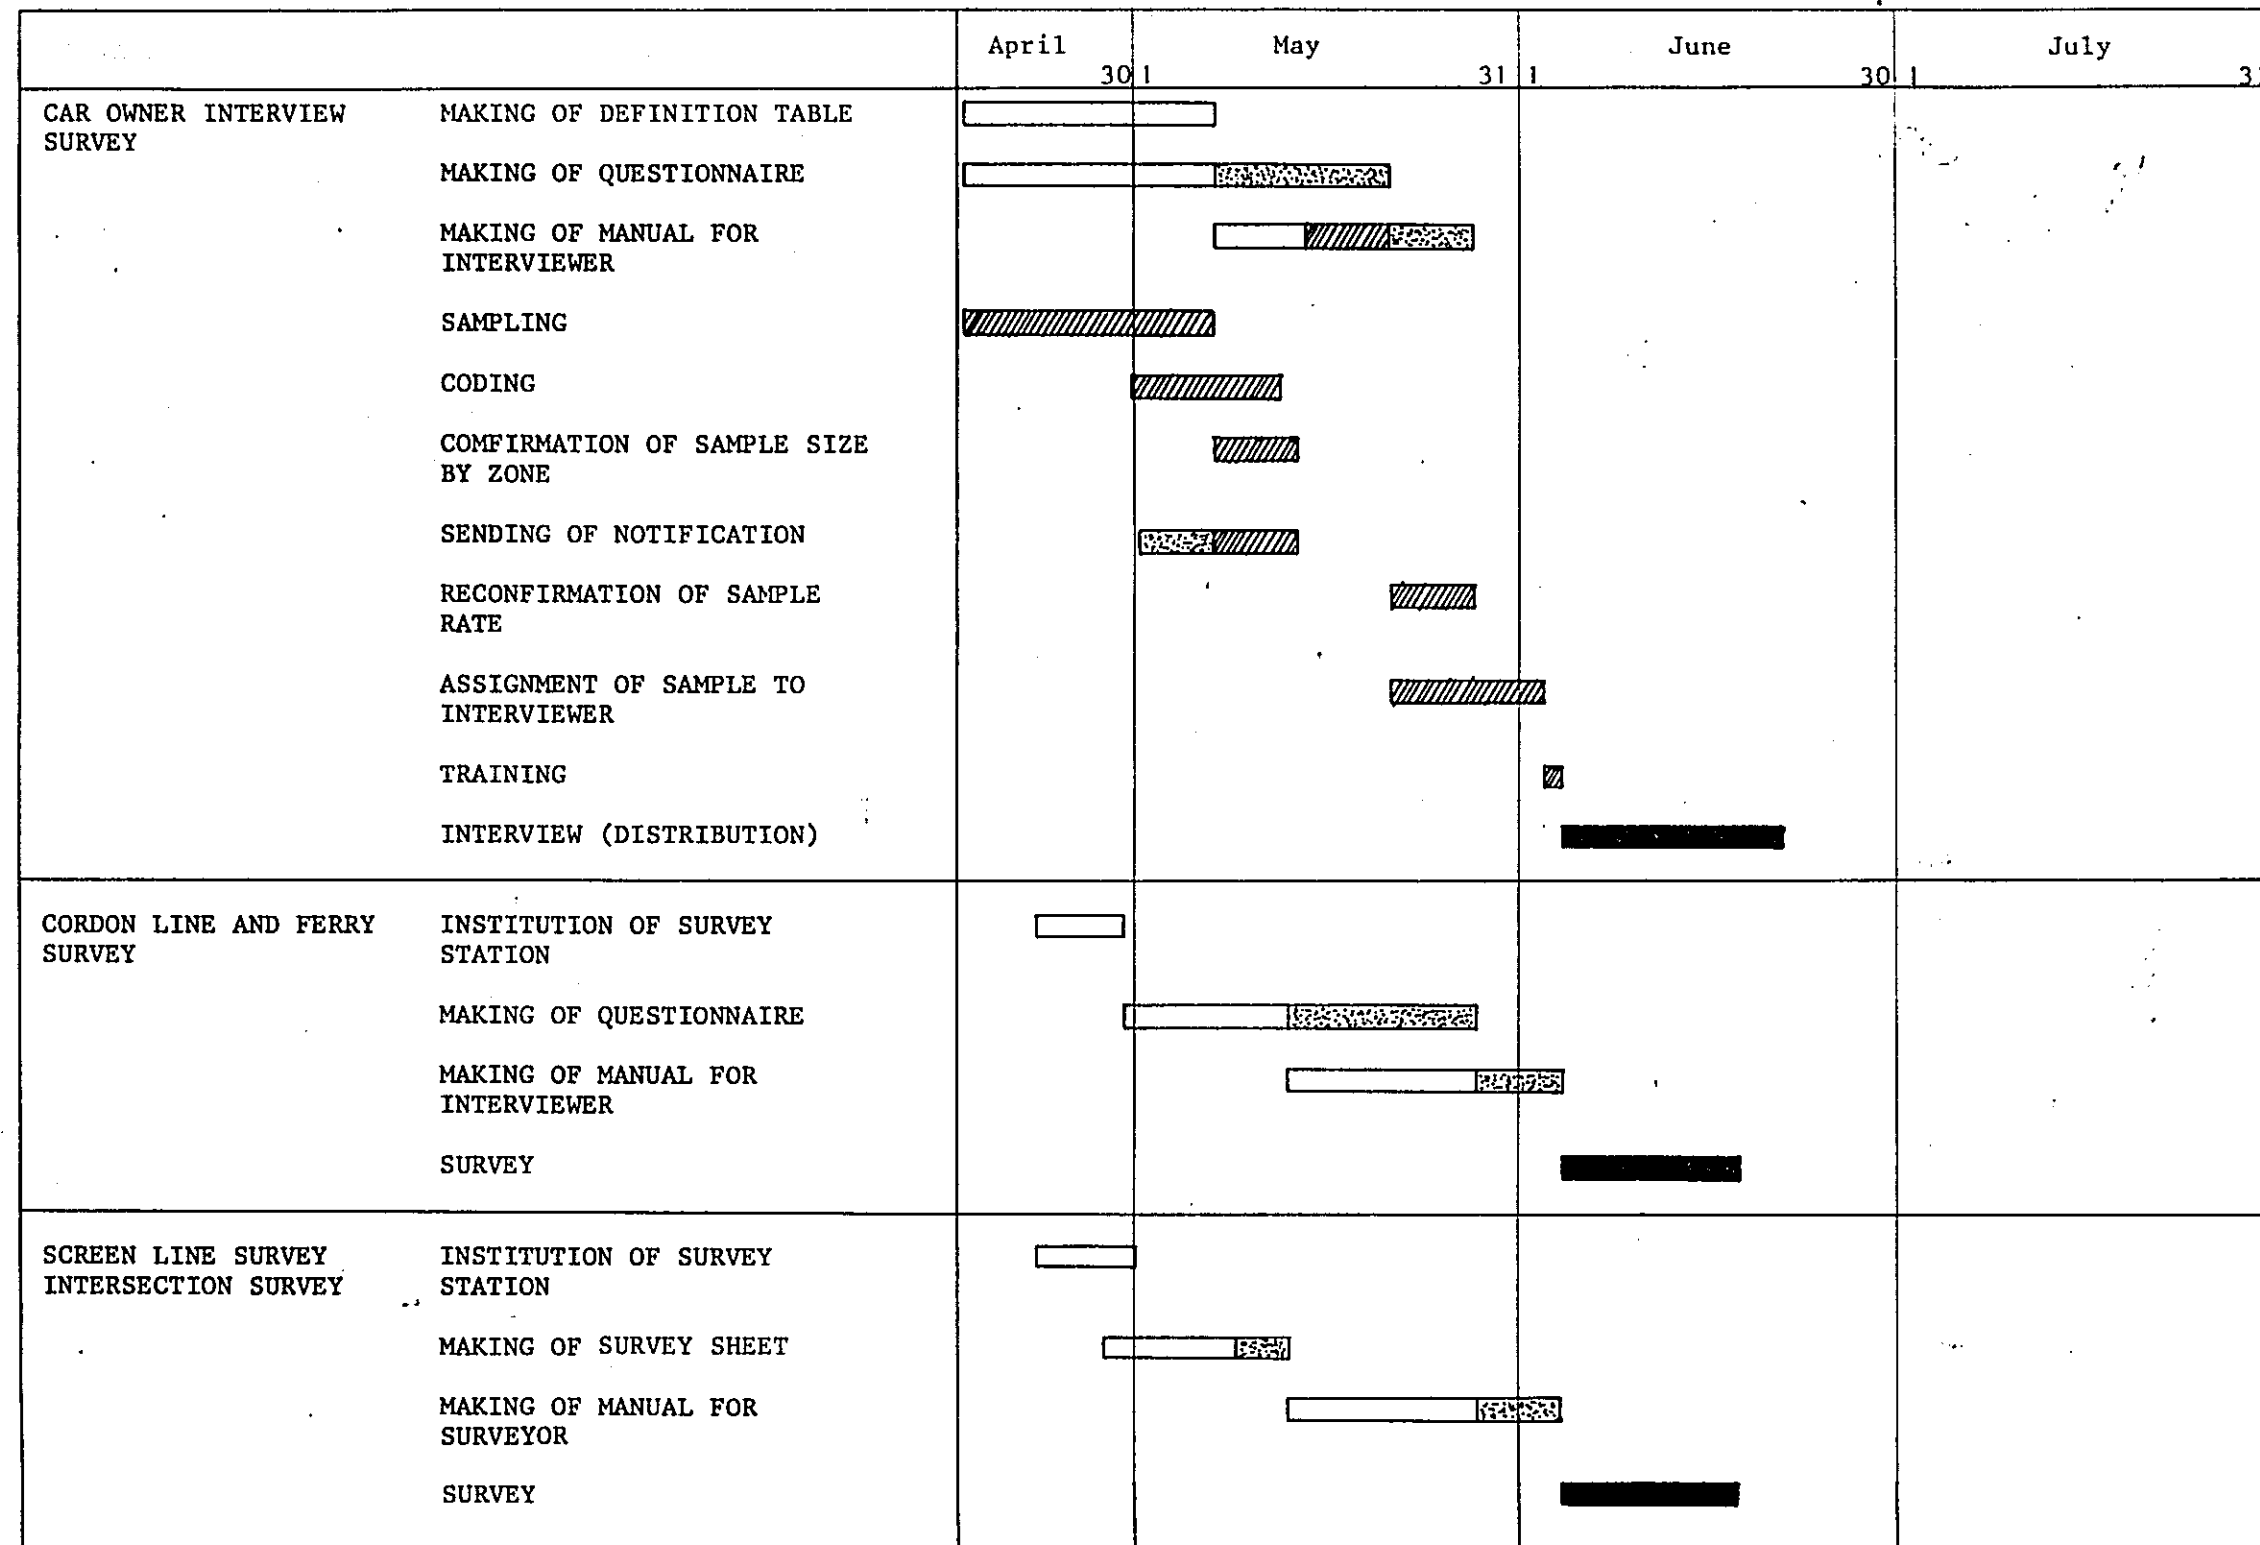 April May June July
30 1 31 1 30 1 31
CAR OWNER INTERVIEW MAKING OF DEFINITION TABLE
SURVEY
MAKING OF QUESTIONNAIRE
MAKING OF MANUAL FOR
INTERVIEWER
SAMPLING
CODING
COMFIRMATION OF SAMPLE SIZE
BY ZONE
SENDING OF NOTIFICATION
RECONFIRMATION OF SAMPLE
RATE
ASSIGNMENT OF SAMPLE TO
INTERVIEWER
TRAINING
INTERVIEW (DISTRIBUTION)
CORDON LINE AND FERRY INSTITUTION OF SURVEY
SURVEY STATION
MAKING OF QUESTIONNAIRE
MAKING OF MANUAL FOR
INTERVIEWER
SURVEY
SCREEN LINE SURVEY INSTITUTION OF SURVEY
INTERSECTION SURVEY STATION
MAKING OF SURVEY SHEET
MAKING OF MANUAL FOR
SURVEYOR
SURVEY